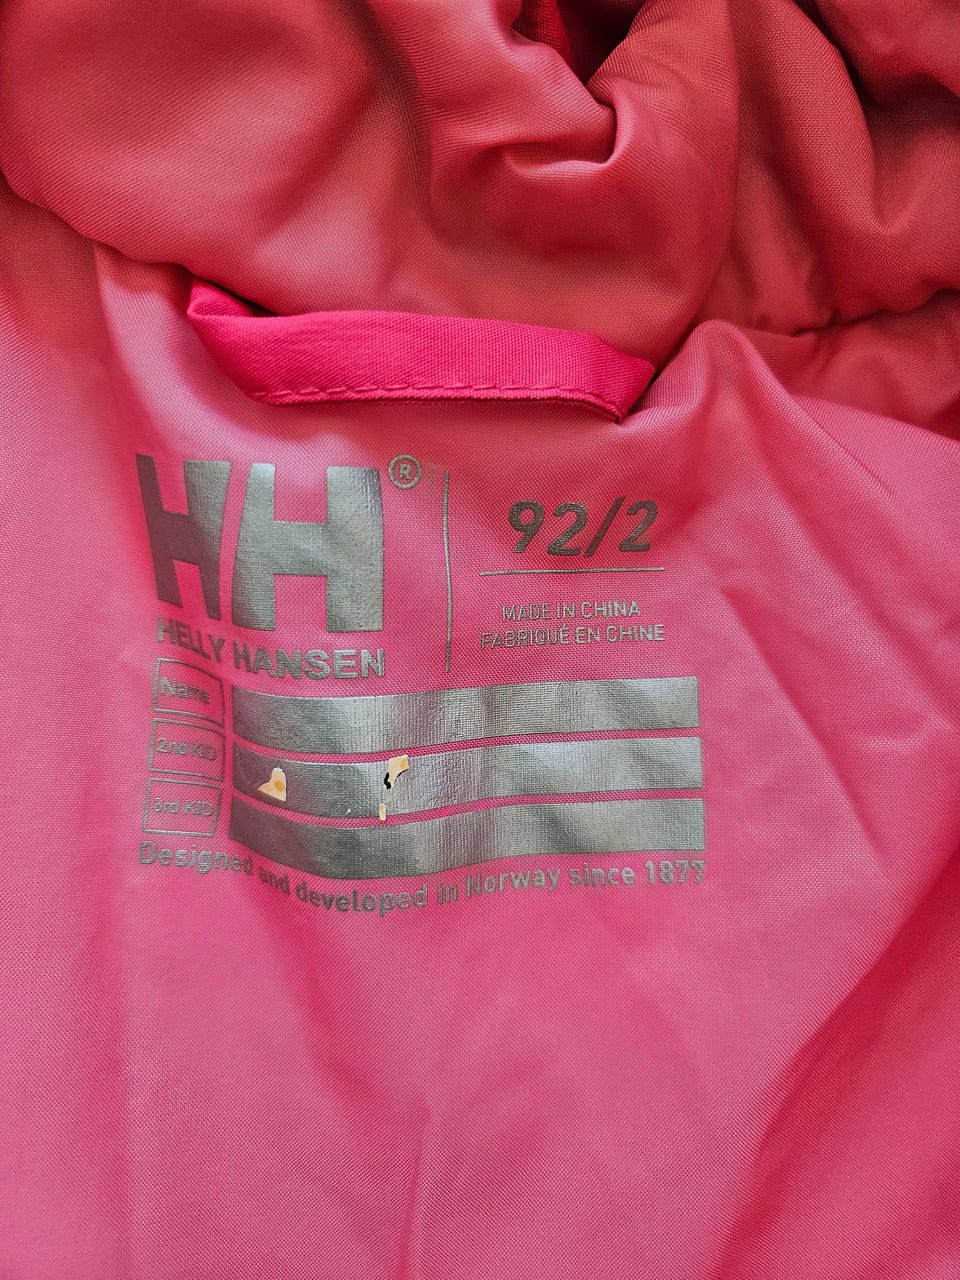 HH®
HELLY HANSEN
92/2
MADE IN CHINA
FABRIQUÉ EN CHINE
Name
2nd KID
3rd KID
Designed and developed in Norway since 1877